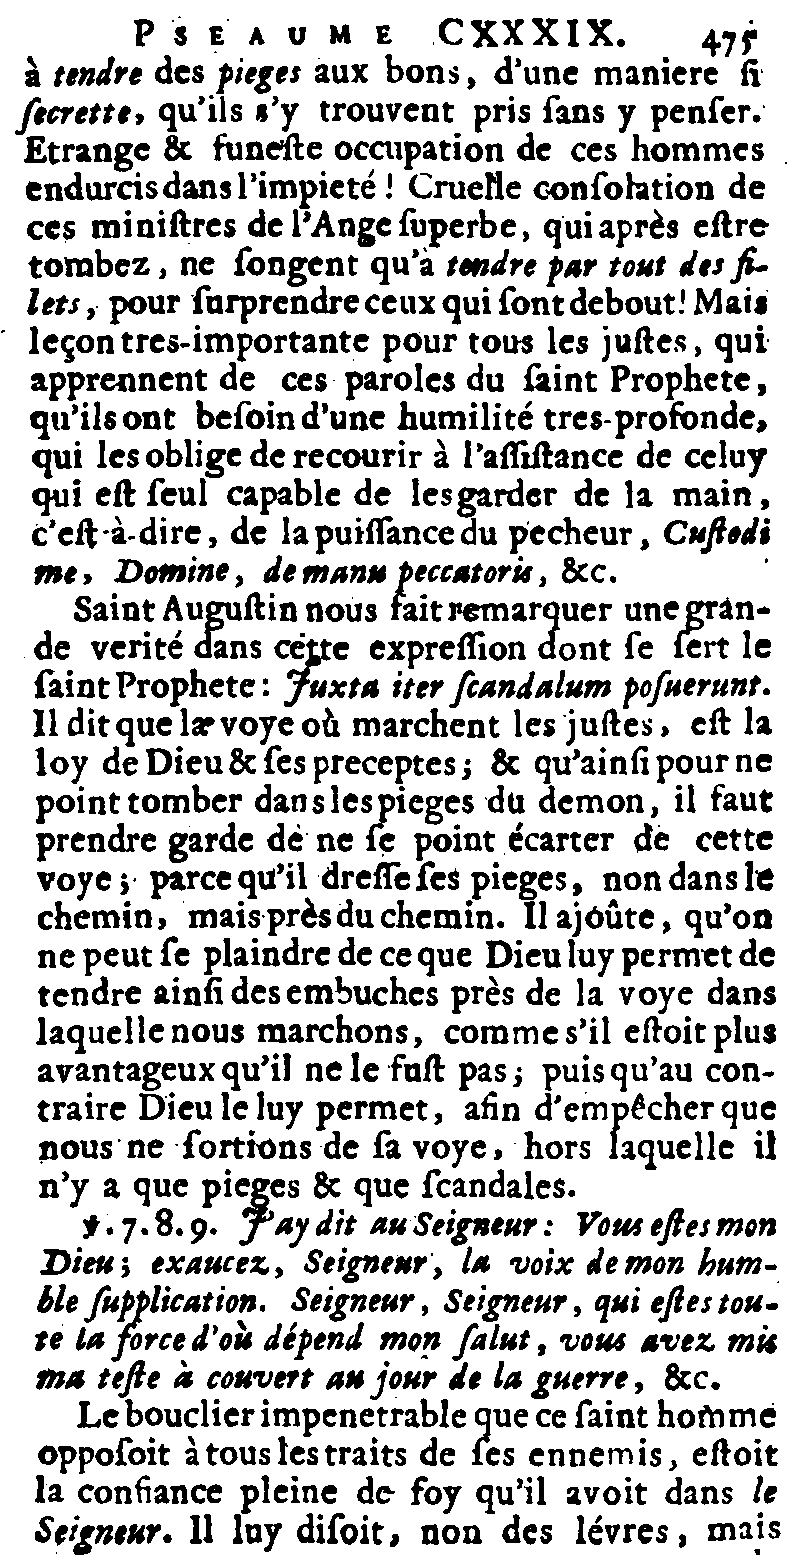 PSEAUME CXXXIX. 475
à tendre des pieges aux bons, d'une maniere ſi
ſecrette, qu'ils s'y trouvent pris ſans y penſer.
Etrange & funeſte occupation de ces hommes
endurcis dans l'impieté ! Cruelle conſolation de
ces miniſtres de l'Ange ſuperbe, qui après eſtre
tombez, ne ſongent qu'à tendre par tout des fi-
lets, pour ſurprendre ceux qui ſont debout! Mais
leçon tres-importante pour tous les juſtes, qui
apprennent de ces paroles du ſaint Prophete,
qu'ils ont beſoin d'une humilité tres-profonde,
qui les oblige de recourir à l'aſſiſtance de celuy
qui eſt ſeul capable de les garder de la main,
c'eſt-à-dire, de la puiſſance du pecheur, Cuſtodi
me, Domine, de manu peccatoris, &c.
Saint Auguſtin nous fait remarquer une gran-
de verité dans cette expreſſion dont ſe ſert le
ſaint Prophete: Juxta iter ſcandalum poſuerunt.
Il dit que la voye où marchent les juſtes, eſt la
loy de Dieu & ſes preceptes; & qu'ainſi pour ne
point tomber dans les pieges du demon, il faut
prendre garde de ne ſe point écarter de cette
voye; parce qu'il dreſſe ſes pieges, non dans le
chemin, mais près du chemin. Il ajoûte, qu'on
ne peut ſe plaindre de ce que Dieu luy permet de
tendre ainſi des embuches près de la voye dans
laquelle nous marchons, comme s'il eſtoit plus
avantageux qu'il ne le fuſt pas; puis qu'au con-
traire Dieu le luy permet, afin d'empêcher que
nous ne ſortions de ſa voye, hors laquelle il
n'y a que pieges & que ſcandales.
℣. 7. 8. 9. J'ay dit au Seigneur: Vous eſtes mon
Dieu; exaucez, Seigneur, la voix de mon hum-
ble ſupplication. Seigneur, Seigneur, qui eſtes tou-
te la force d'où dépend mon ſalut, vous avez mis
ma teſte à couvert au jour de la guerre, &c.
Le bouclier impenetrable que ce ſaint homme
oppoſoit à tous les traits de ſes ennemis, eſtoit
la confiance pleine de foy qu'il avoit dans le
Seigneur. Il luy diſoit, non des lévres, mais